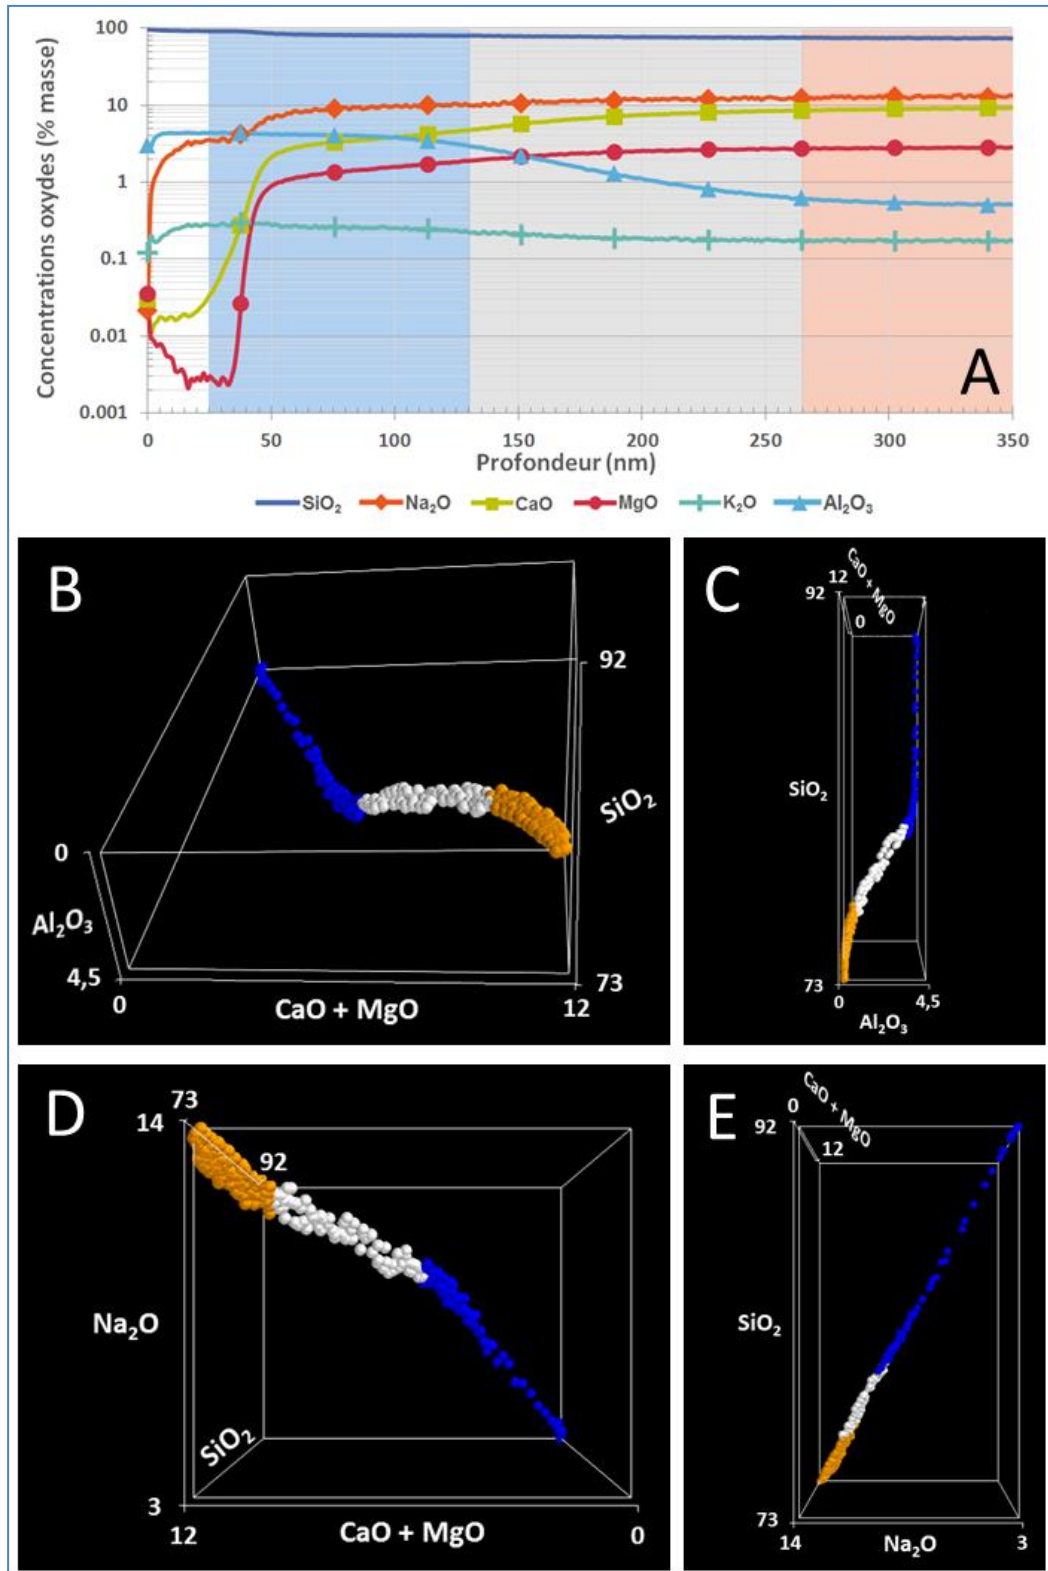 Concentrations oxydes (% masse)
100
10
1
0.1
0.01
0.001
0 50 100 150 200 250 300 350
Profondeur (nm)
A
SiO₂ Na₂O CaO MgO K₂O Al₂O₃
B
92
SiO₂
0
Al₂O₃
4,5
73
0
CaO + MgO
12
C
CaO + MgO
12
92
0
SiO₂
73
0
4,5
Al₂O₃
D
73
14
92
Na₂O
SiO₂
3
12
CaO + MgO
0
E
CaO + MgO
0
92
12
SiO₂
73
14
Na₂O
3